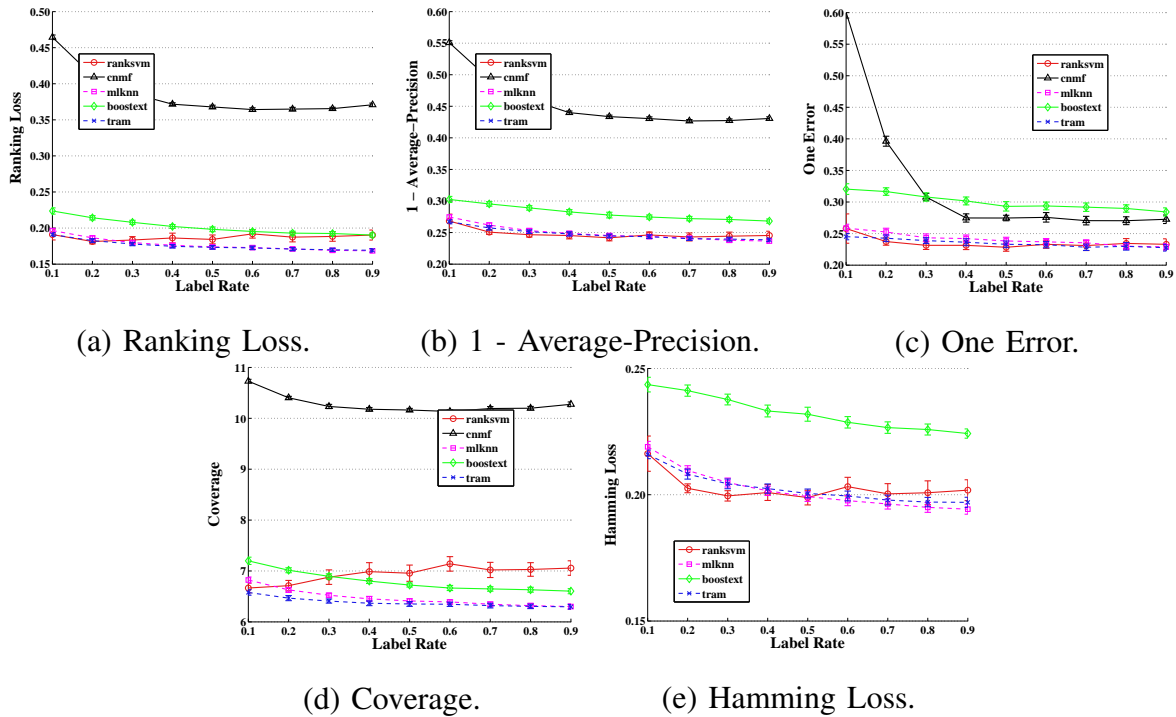 0.50
0.45
0.40
0.35
0.30
0.25
0.20
0.15
Ranking Loss
ranksvm
cnmf
mlknn
boostext
tram
0.1 0.2 0.3 0.4 0.5 0.6 0.7 0.8 0.9
Label Rate
(a) Ranking Loss.
0.60
0.55
0.50
0.45
0.40
0.35
0.30
0.25
0.20
1 − Average−Precision
ranksvm
cnmf
mlknn
boostext
tram
0.1 0.2 0.3 0.4 0.5 0.6 0.7 0.8 0.9
Label Rate
(b) 1 - Average-Precision.
0.60
0.55
0.50
0.45
0.40
0.35
0.30
0.25
0.20
One Error
ranksvm
cnmf
mlknn
boostext
tram
0.1 0.2 0.3 0.4 0.5 0.6 0.7 0.8 0.9
Label Rate
(c) One Error.
11
10
9
8
7
6
Coverage
ranksvm
cnmf
mlknn
boostext
tram
0.1 0.2 0.3 0.4 0.5 0.6 0.7 0.8 0.9
Label Rate
(d) Coverage.
0.25
0.20
0.15
Hamming Loss
ranksvm
mlknn
boostext
tram
0.1 0.2 0.3 0.4 0.5 0.6 0.7 0.8 0.9
Label Rate
(e) Hamming Loss.